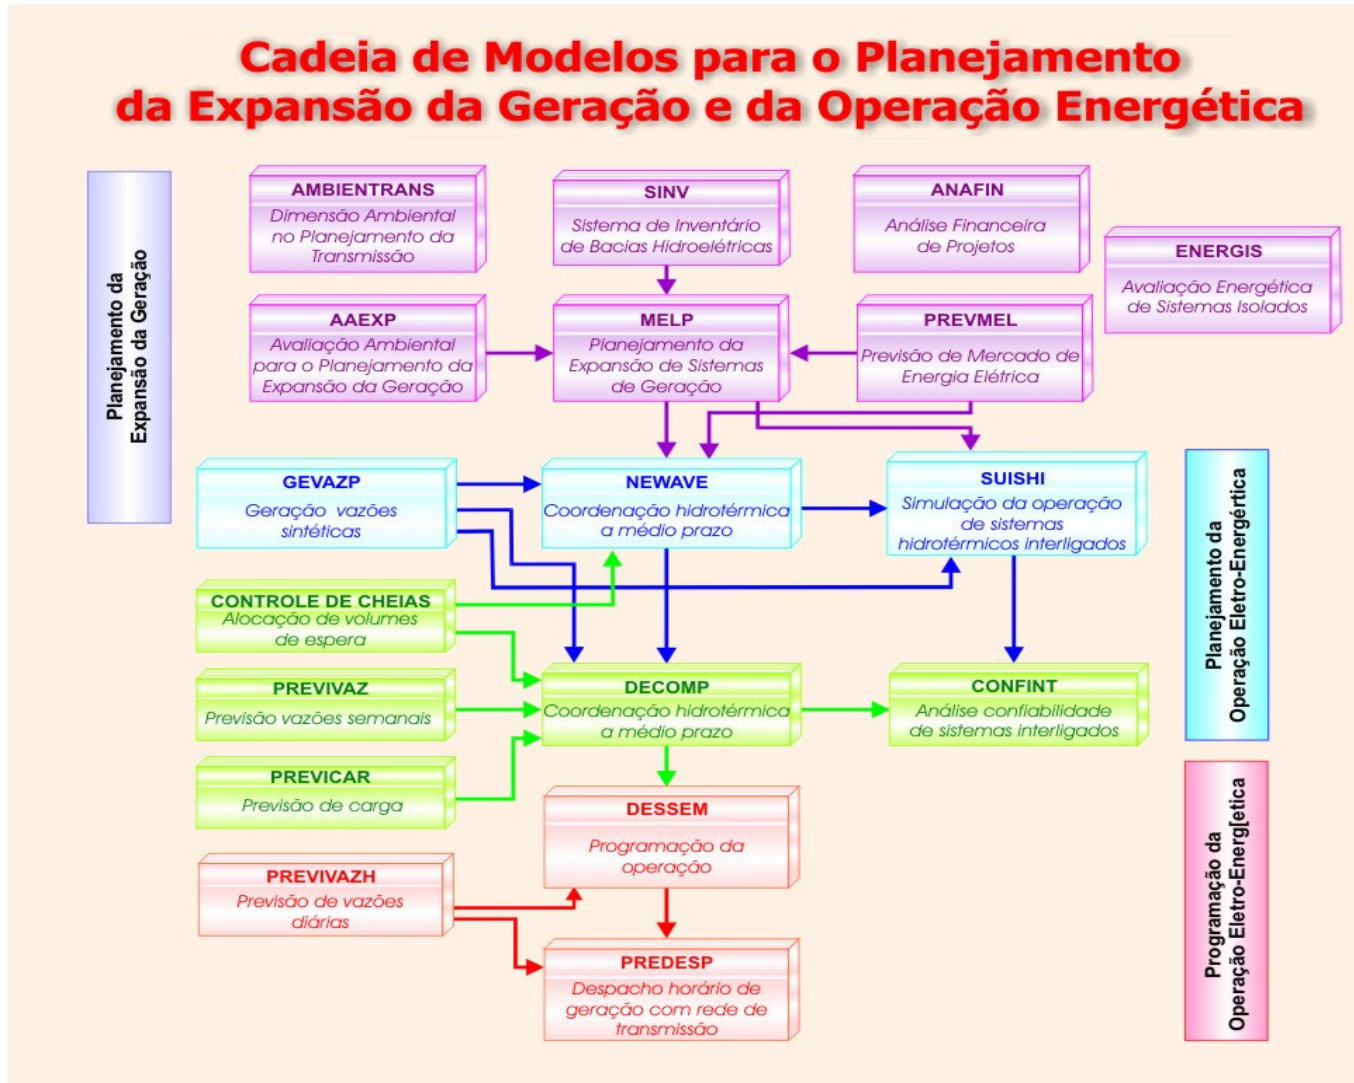 Cadeia de Modelos para o Planejamento
da Expansão da Geração e da Operação Energética
Planejamento da
Expansão da Geração
AMBIENTRANS
Dimensão Ambiental
no Planejamento da
Transmissão
SINV
Sistema de Inventário
de Bacias Hidroelétricas
ANAFIN
Análise Financeira
de Projetos
ENERGIS
Avaliação Energética
de Sistemas Isolados
AAEXP
Avaliação Ambiental
para o Planejamento da
Expansão da Geração
MELP
Planejamento da
Expansão de Sistemas
de Geração
PREVMEL
Previsão de Mercado de
Energia Elétrica
GEVAZP
Geração vazões
sintéticas
NEWAVE
Coordenação hidrotérmica
a médio prazo
SUISHI
Simulação da operação
de sistemas
hidrotérmicos interligados
Planejamento da
Operação Eletro-Energértica
CONTROLE DE CHEIAS
Alocação de volumes
de espera
PREVIVAZ
Previsão vazões semanais
DECOMP
Coordenação hidrotérmica
a médio prazo
CONFINT
Análise confiabilidade
de sistemas interligados
PREVICAR
Previsão de carga
DESSEM
Programação da
operação
Programação da
Operação Eletro-Energ[etica
PREVIVAZH
Previsão de vazões
diárias
PREDESP
Despacho horário de
geração com rede de
transmissão